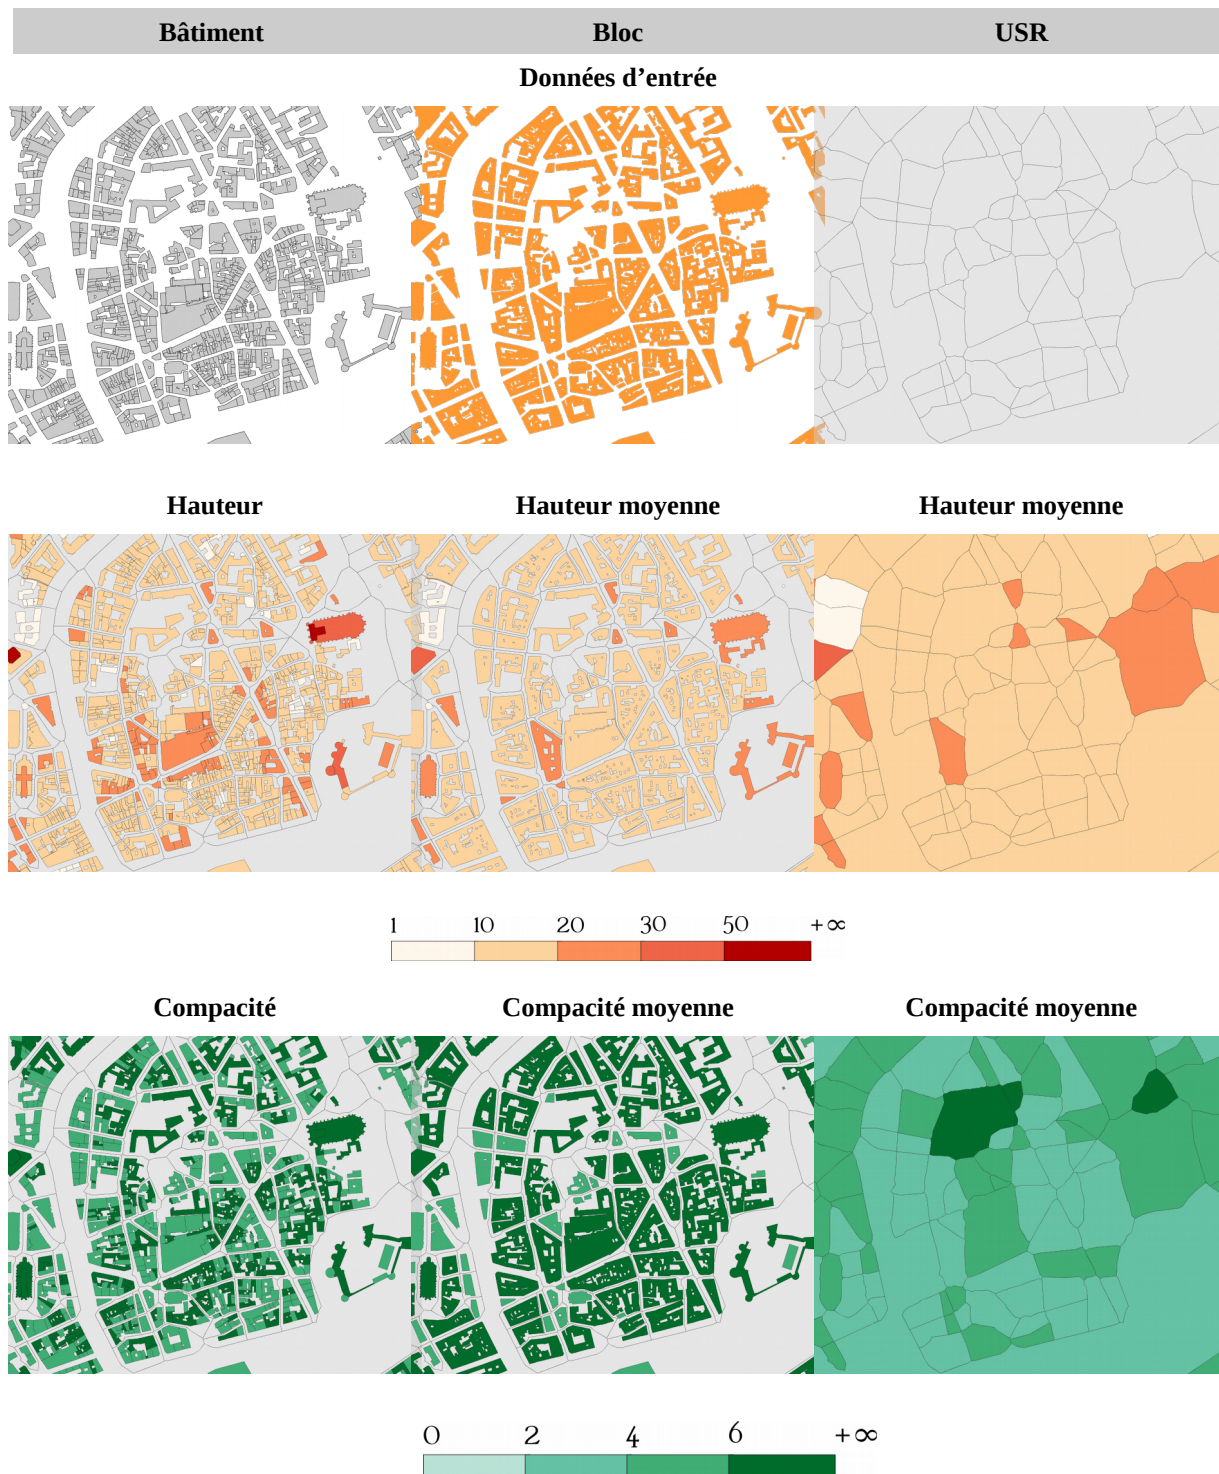 Bâtiment Bloc USR
Données d’entrée
Hauteur Hauteur moyenne Hauteur moyenne
1 10 20 30 50 +∞
Compacité Compacité moyenne Compacité moyenne
0 2 4 6 +∞